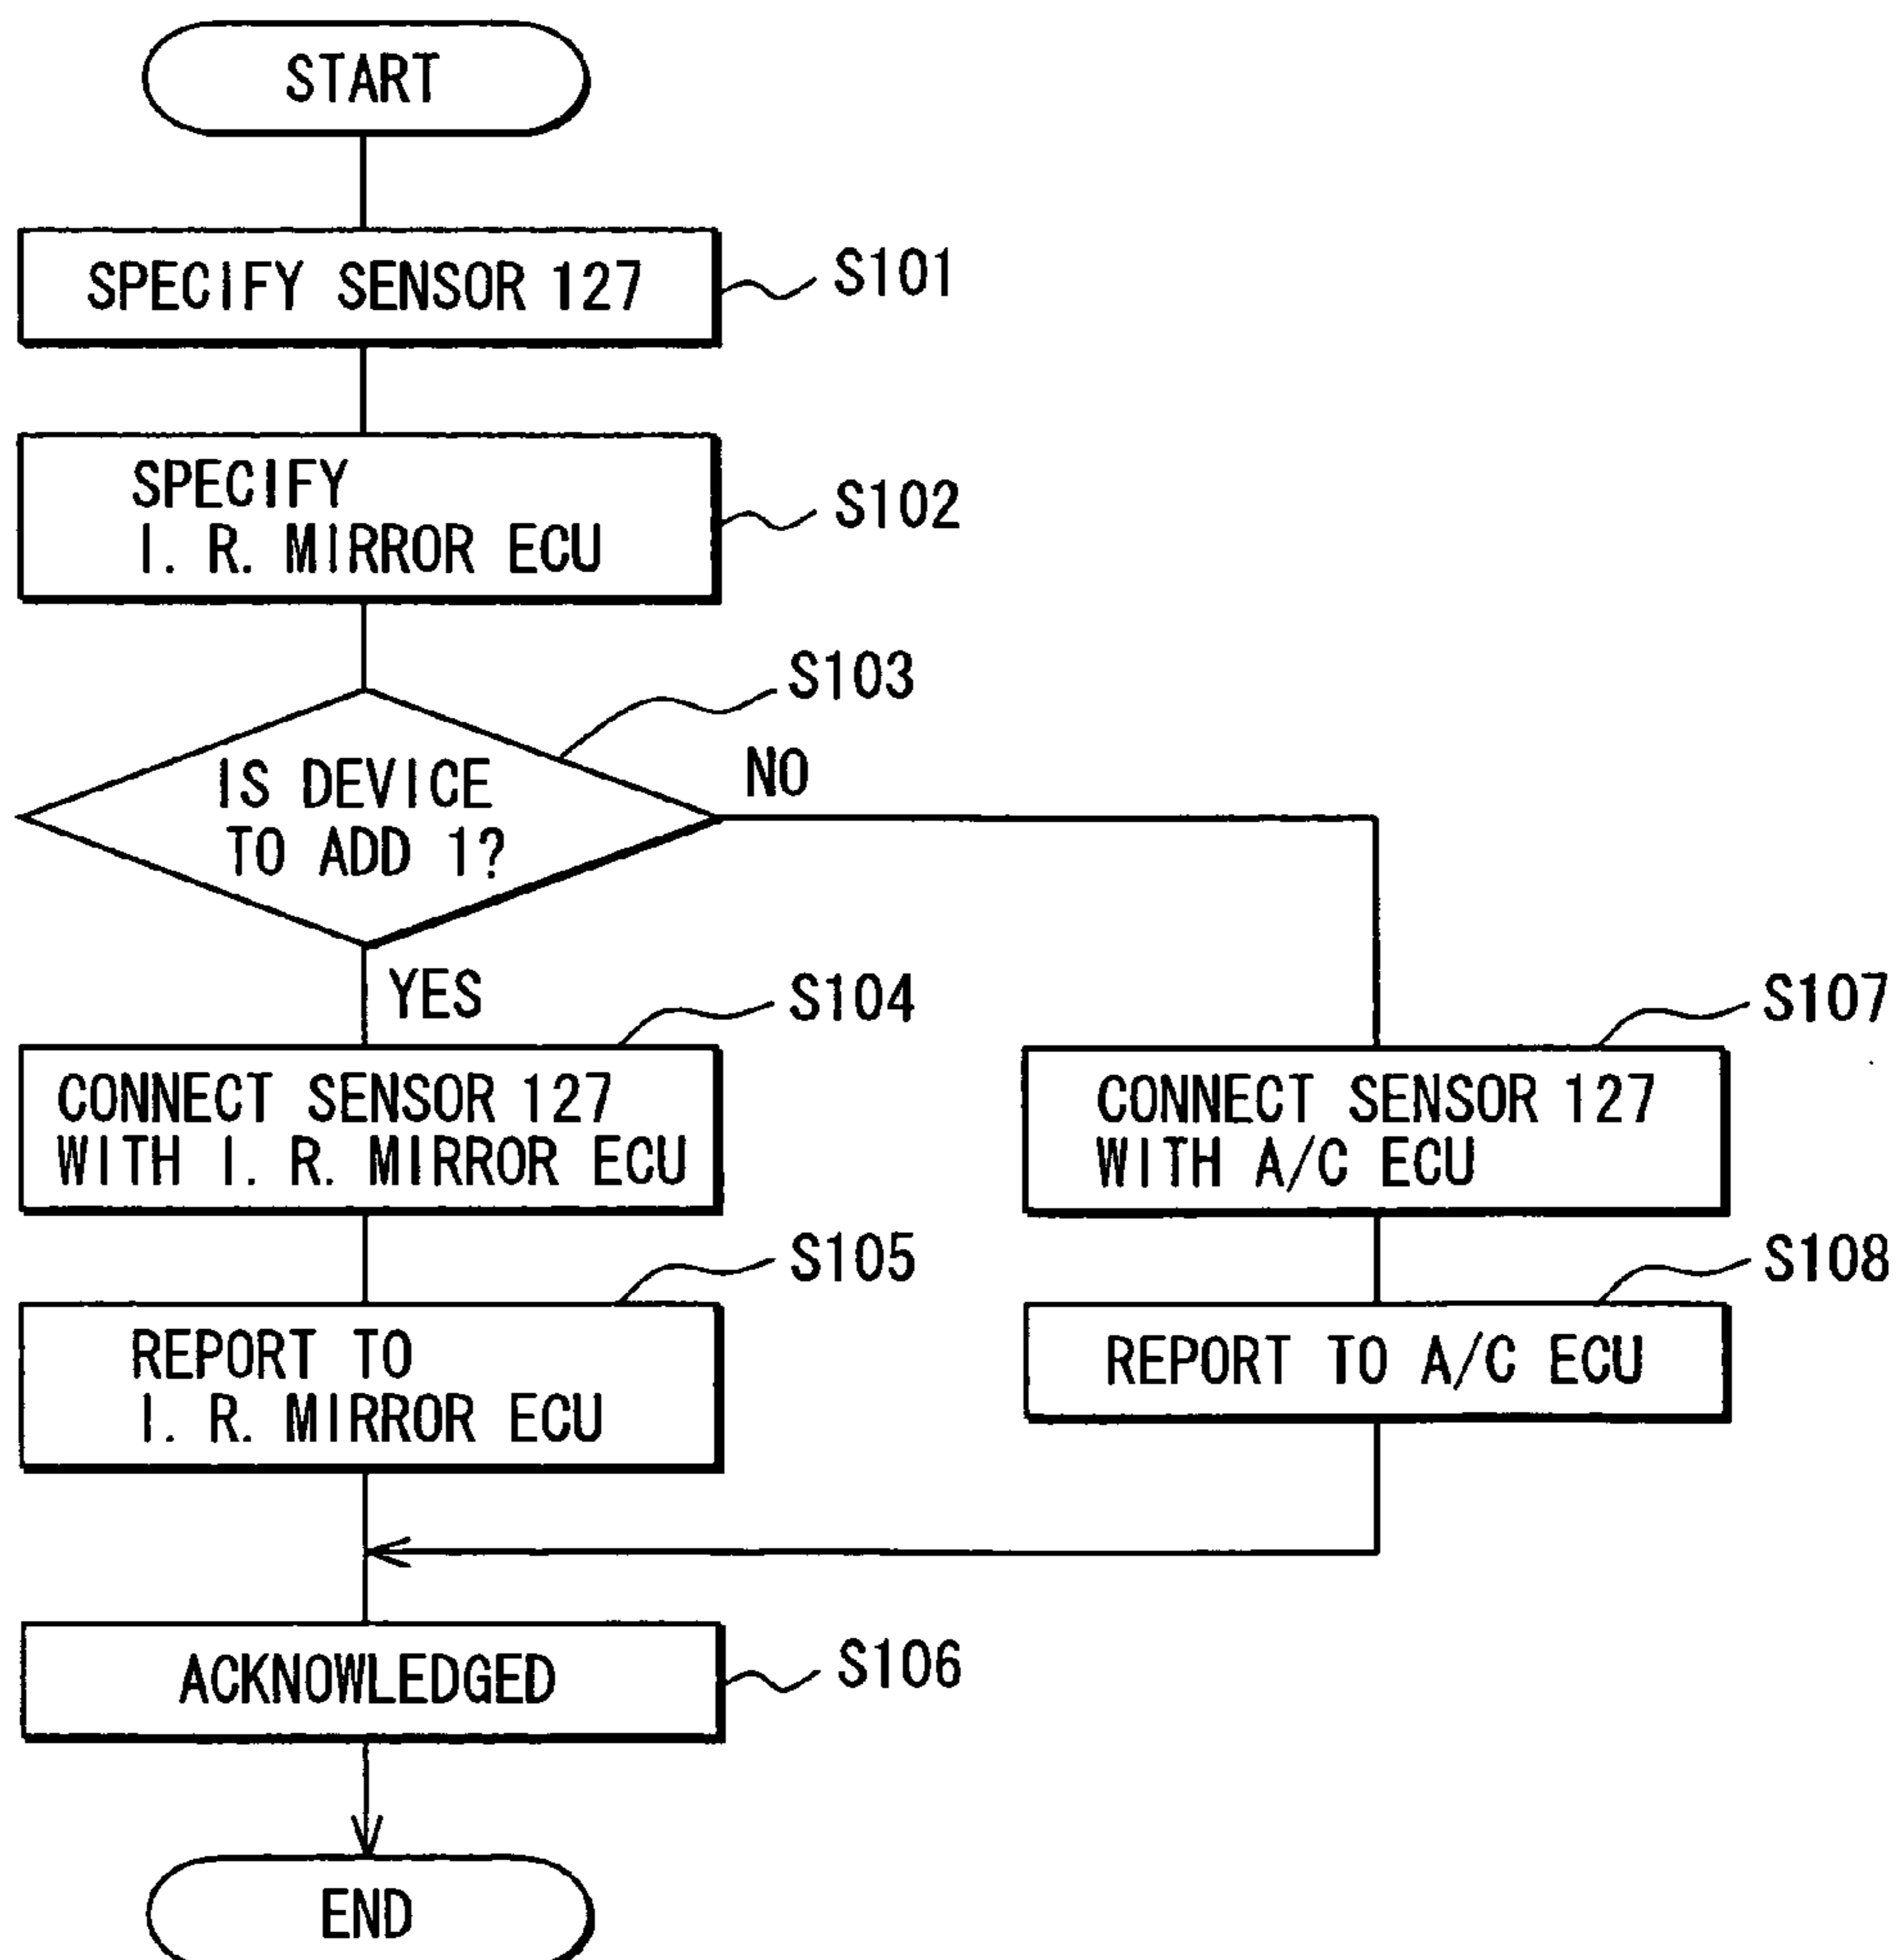 START
SPECIFY SENSOR 127
S101
SPECIFY
I. R. MIRROR ECU
S102
S103
IS DEVICE
TO ADD 1?
NO
YES
S104
CONNECT SENSOR 127
WITH I. R. MIRROR ECU
S107
CONNECT SENSOR 127
WITH A/C ECU
S105
REPORT TO
I. R. MIRROR ECU
S108
REPORT TO A/C ECU
ACKNOWLEDGED
S106
END